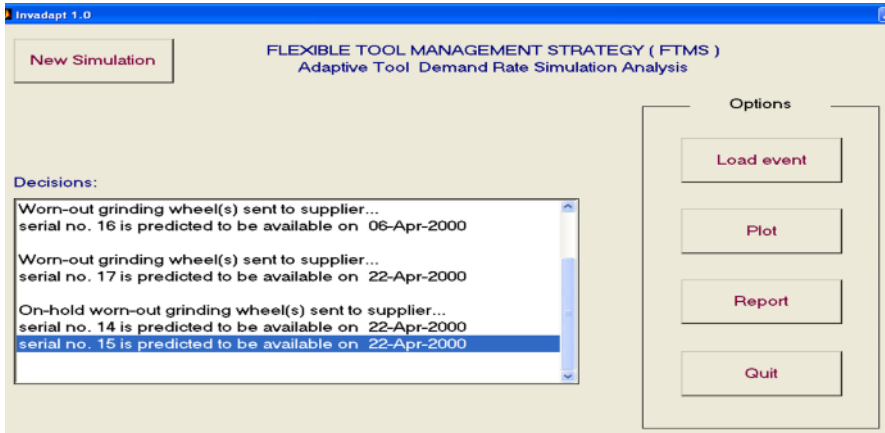 Invadapt 1.0
New Simulation
FLEXIBLE TOOL MANAGEMENT STRATEGY ( FTMS )
Adaptive Tool Demand Rate Simulation Analysis
Options
Load event
Plot
Report
Quit
Decisions:
Worn-out grinding wheel(s) sent to supplier...
serial no. 16 is predicted to be available on 06-Apr-2000
Worn-out grinding wheel(s) sent to supplier...
serial no. 17 is predicted to be available on 22-Apr-2000
On-hold worn-out grinding wheel(s) sent to supplier...
serial no. 14 is predicted to be available on 22-Apr-2000
serial no. 15 is predicted to be available on 22-Apr-2000